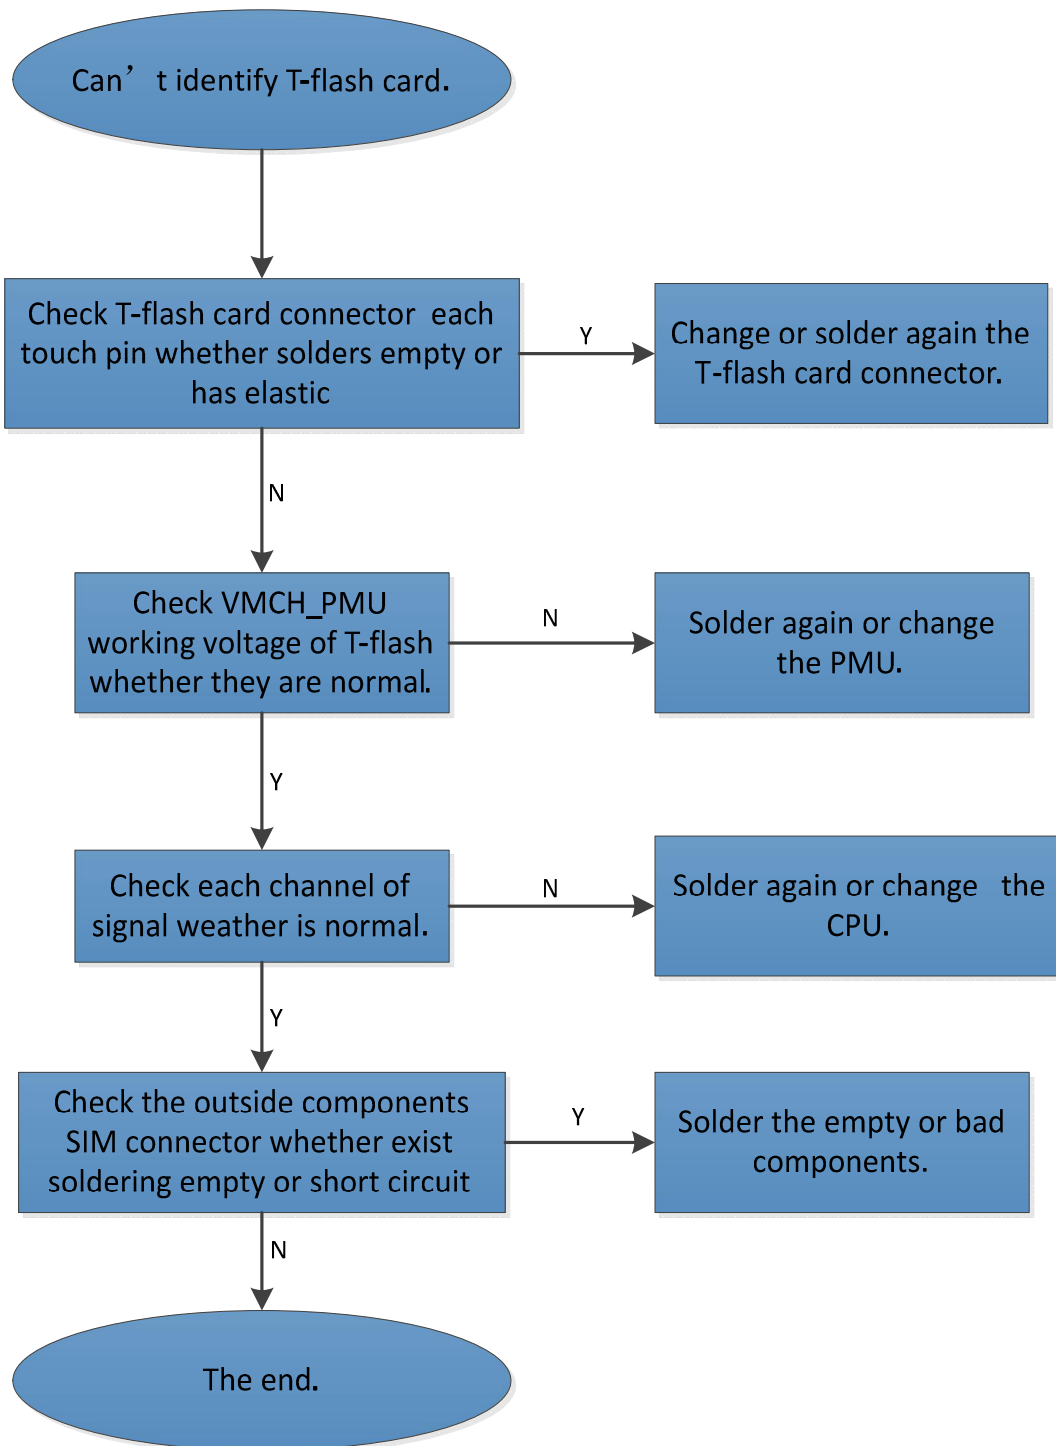 Can’ t identify T-flash card.
Check T-flash card connector each
touch pin whether solders empty or
has elastic
Y
Change or solder again the
T-flash card connector.
N
Check VMCH_PMU
working voltage of T-flash
whether they are normal.
N
Solder again or change
the PMU.
Y
Check each channel of
signal weather is normal.
N
Solder again or change the
CPU.
Y
Check the outside components
SIM connector whether exist
soldering empty or short circuit
Y
Solder the empty or bad
components.
N
The end.